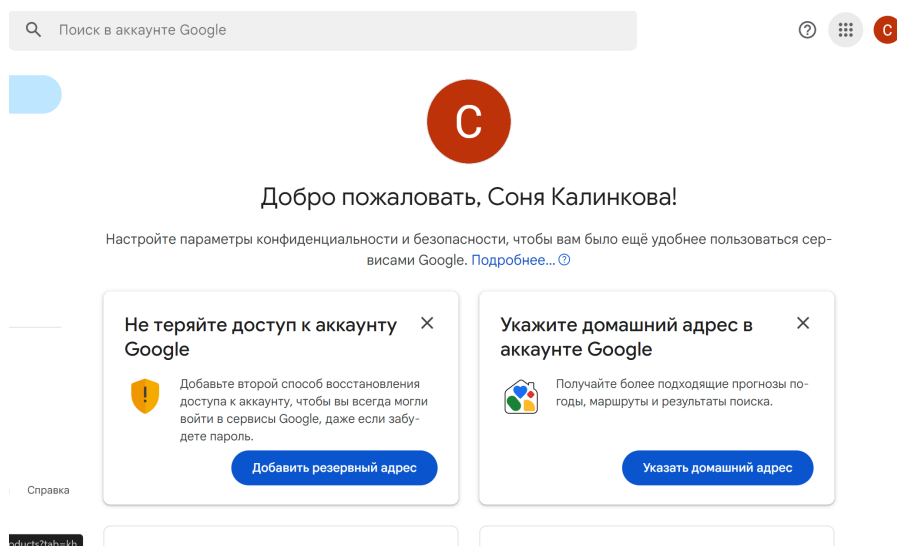 Поиск в аккаунте Google
С
С
Добро пожаловать, Соня Калинкова!
Настройте параметры конфиденциальности и безопасности, чтобы вам было ещё удобнее пользоваться сер-
висами Google. Подробнее...
Не теряйте доступ к аккаунту
Google
Добавьте второй способ восстановления
доступа к аккаунту, чтобы вы всегда могли
войти в сервисы Google, даже если забу-
дете пароль.
Добавить резервный адрес
Укажите домашний адрес в
аккаунте Google
Получайте более подходящие прогнозы по-
годы, маршруты и результаты поиска.
Указать домашний адрес
Справка
oducts?tab=kh